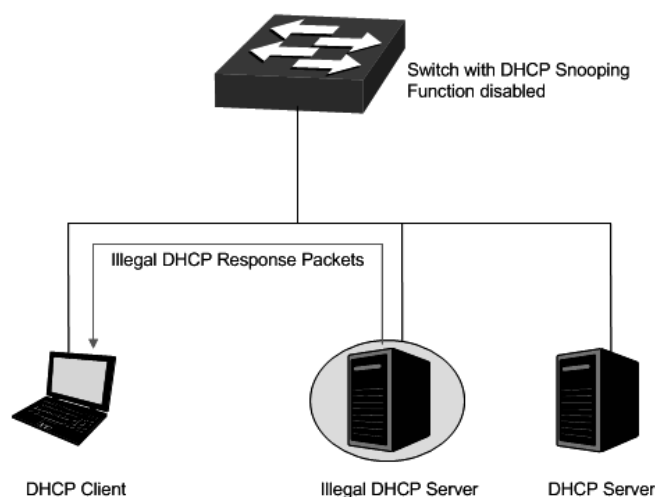 Switch with DHCP Snooping
Function disabled
Illegal DHCP Response Packets
DHCP Client
Illegal DHCP Server
DHCP Server